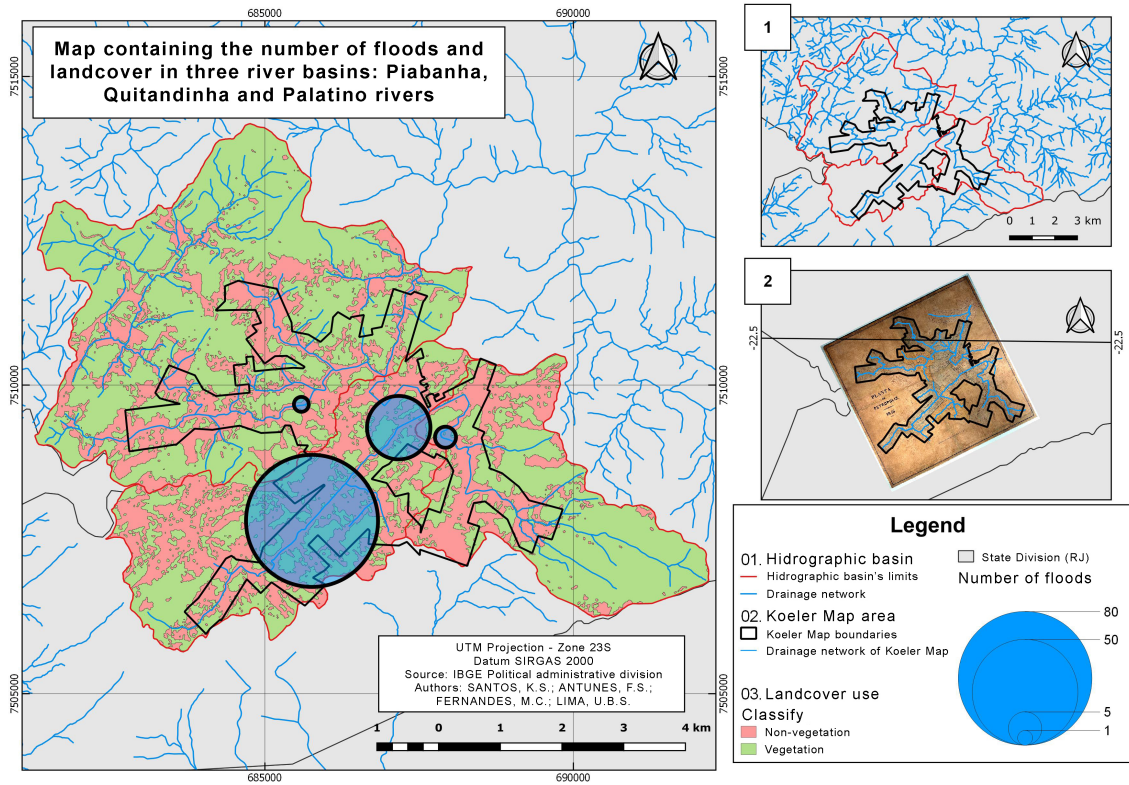 685000
690000
Map containing the number of floods and
landcover in three river basins: Piabanha,
Quitandinha and Palatino rivers
7515000
7515000
7510000
7510000
7505000
7505000
UTM Projection - Zone 23S
Datum SIRGAS 2000
Source: IBGE Political administrative division
Authors: SANTOS, K.S.; ANTUNES, F.S.;
FERNANDES, M.C.; LIMA, U.B.S.
1 0 1 2 3 4 km
685000
690000
1
0 1 2 3 km
2
-22.5
-22.5
Legend
01. Hidrographic basin
Hidrographic basin's limits
Drainage network
02. Koeler Map area
Koeler Map boundaries
Drainage network of Koeler Map
03. Landcover use
Classify
Non-vegetation
Vegetation
State Division (RJ)
Number of floods
80
50
5
1